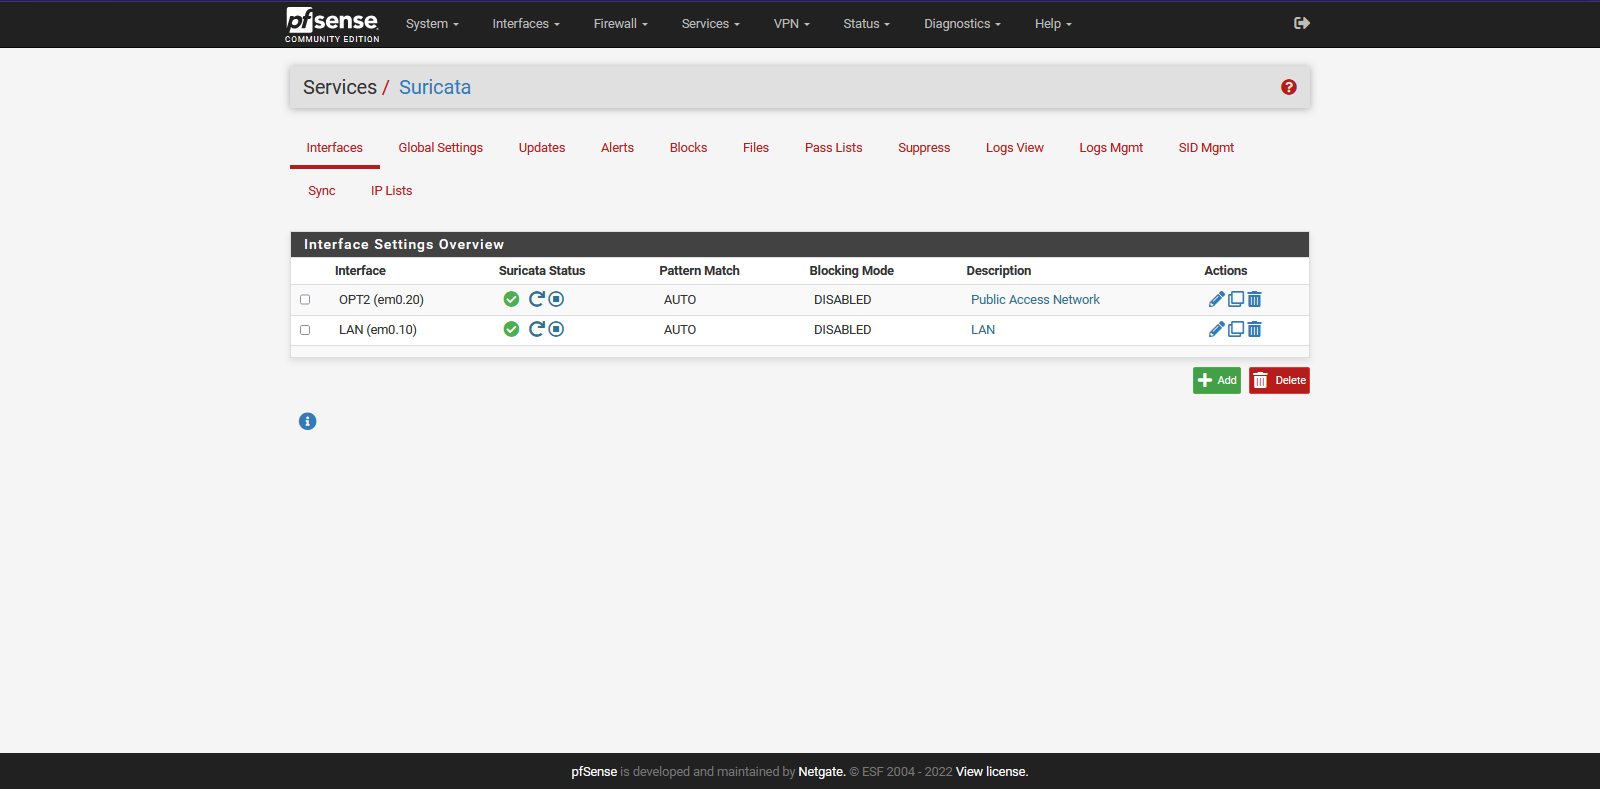 pfsense
COMMUNITY EDITION
System Interfaces Firewall Services VPN Status Diagnostics Help
Services / Suricata
Interfaces Global Settings Updates Alerts Blocks Files Pass Lists Suppress Logs View Logs Mgmt SID Mgmt
Sync IP Lists
Interface Settings Overview
Interface Suricata Status Pattern Match Blocking Mode Description Actions
OPT2 (em0.20) AUTO DISABLED Public Access Network
LAN (em0.10) AUTO DISABLED LAN
Add Delete
pfSense is developed and maintained by Netgate. © ESF 2004 - 2022 View license.